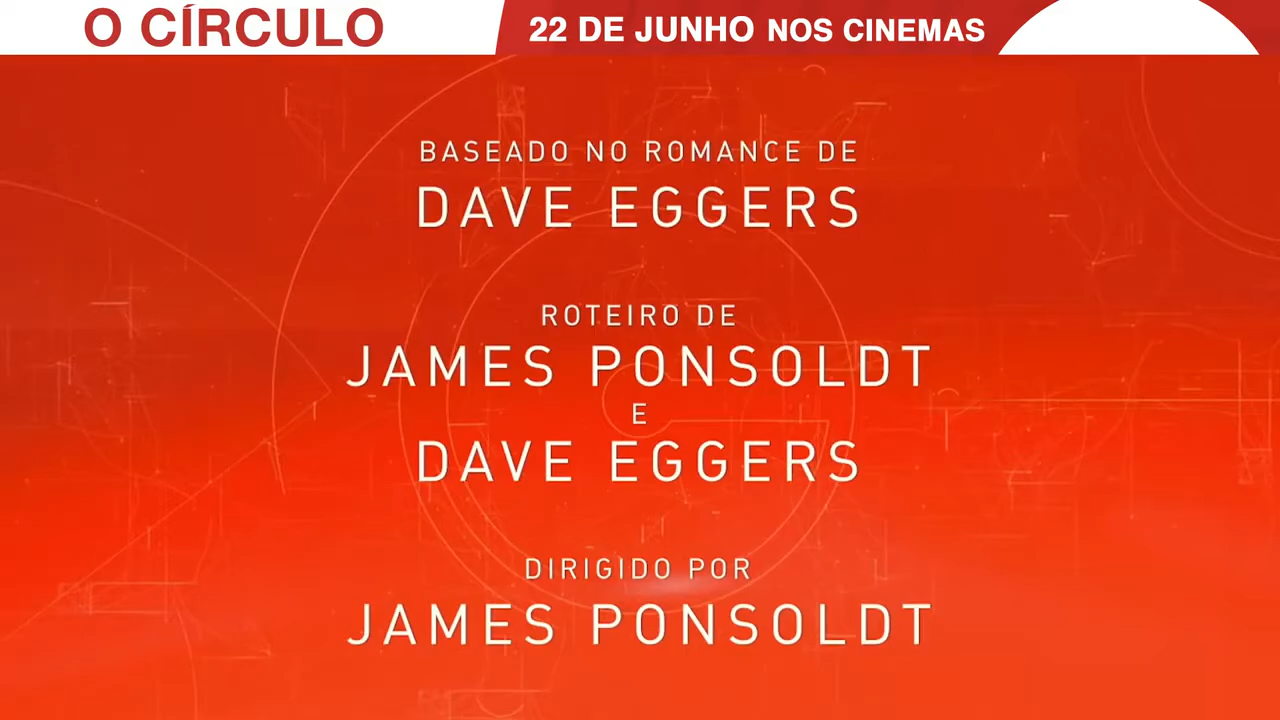 O CÍRCULO
22 DE JUNHO NOS CINEMAS
BASEADO NO ROMANCE DE
DAVE EGGERS
ROTEIRO DE
JAMES PONSOLDT
E
DAVE EGGERS
DIRIGIDO POR
JAMES PONSOLDT